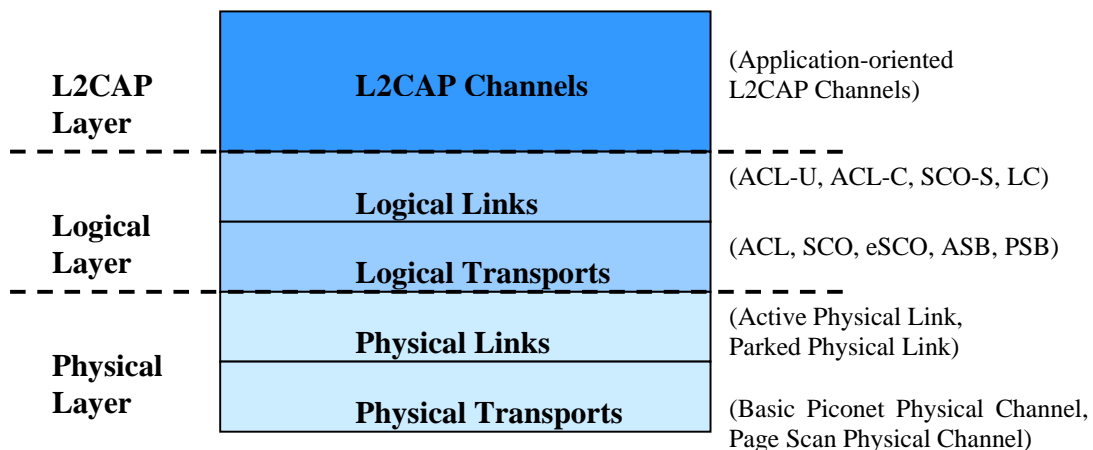 L2CAP
Layer
L2CAP Channels
(Application-oriented
L2CAP Channels)
Logical
Layer
Logical Links
(ACL-U, ACL-C, SCO-S, LC)
Logical Transports
(ACL, SCO, eSCO, ASB, PSB)
Physical
Layer
Physical Links
(Active Physical Link,
Parked Physical Link)
Physical Transports
(Basic Piconet Physical Channel,
Page Scan Physical Channel)